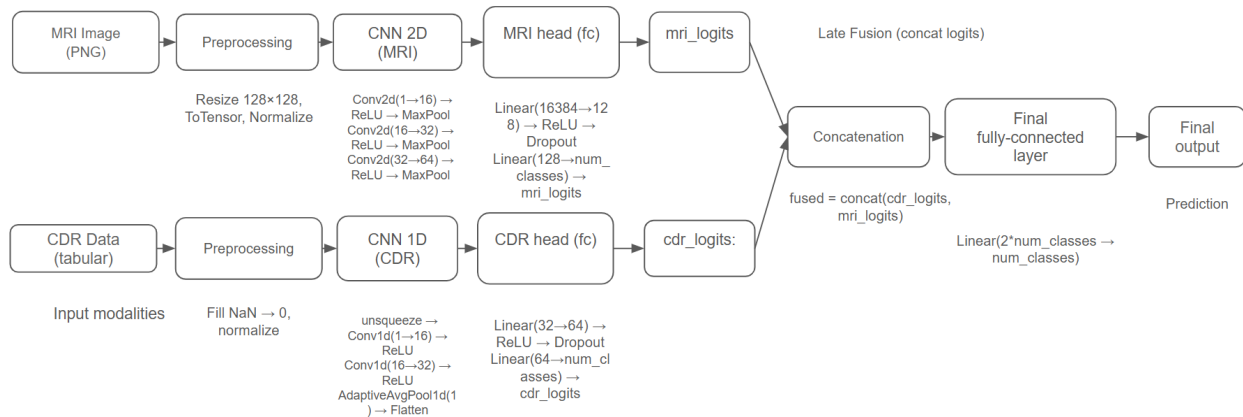 MRI Image
(PNG)
Preprocessing
CNN 2D
(MRI)
MRI head (fc)
mri_logits
Late Fusion (concat logits)
Resize 128×128,
ToTensor, Normalize
Conv2d(1→16) →
ReLU → MaxPool
Conv2d(16→32) →
ReLU → MaxPool
Conv2d(32→64) →
ReLU → MaxPool
Linear(16384→12
8) → ReLU →
Dropout
Linear(128→num_
classes) →
mri_logits
Concatenation
Final
fully-connected
layer
Final
output
fused = concat(cdr_logits,
mri_logits)
Prediction
Linear(2*num_classes →
num_classes)
CDR Data
(tabular)
Preprocessing
CNN 1D
(CDR)
CDR head (fc)
cdr_logits:
Input modalities
Fill NaN → 0,
normalize
unsqueeze →
Conv1d(1→16) →
ReLU
Conv1d(16→32) →
ReLU
AdaptiveAvgPool1d(1
) → Flatten
Linear(32→64) →
ReLU → Dropout
Linear(64→num_cl
asses) →
cdr_logits